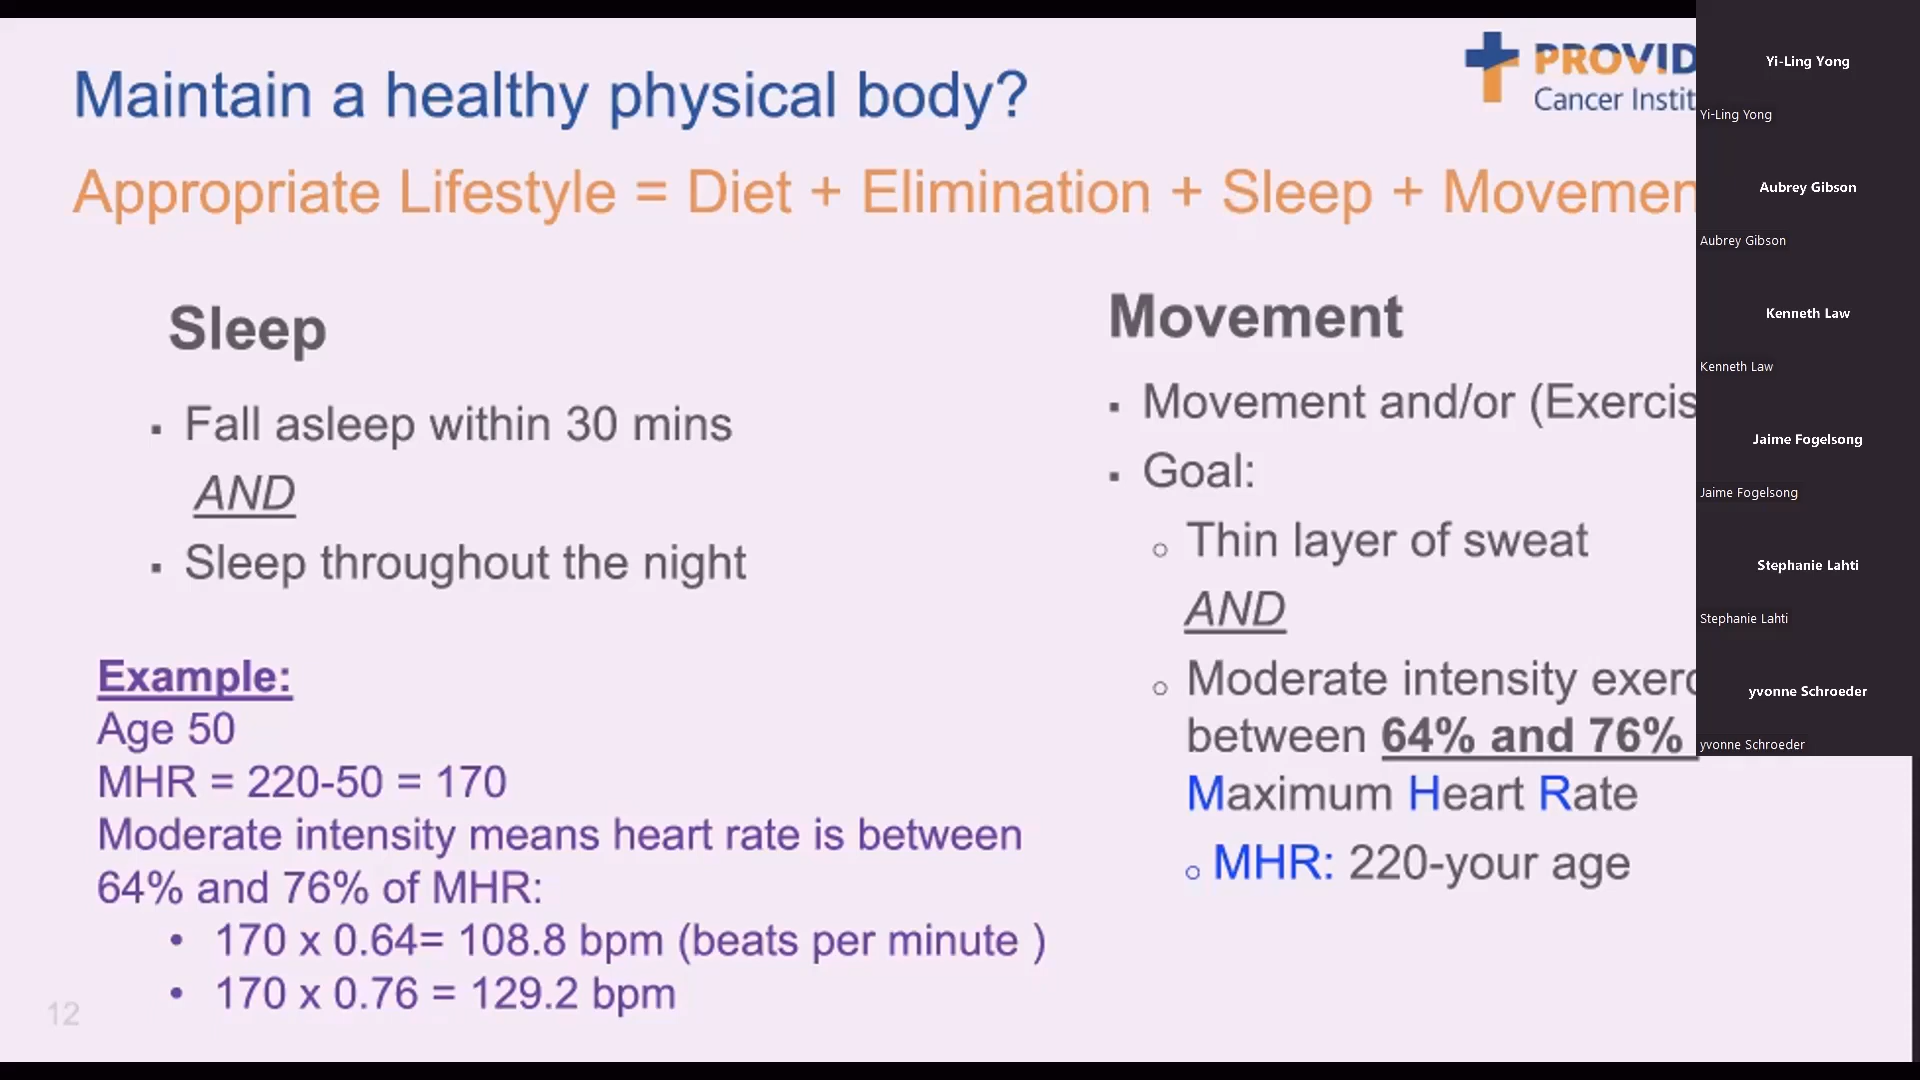 Maintain a healthy physical body?
PROVID
Cancer Instit
Appropriate Lifestyle = Diet + Elimination + Sleep + Movemen
Sleep
▪ Fall asleep within 30 mins
AND
▪ Sleep throughout the night
Example:
Age 50
MHR = 220-50 = 170
Moderate intensity means heart rate is between
64% and 76% of MHR:
• 170 x 0.64= 108.8 bpm (beats per minute )
• 170 x 0.76 = 129.2 bpm
12
Movement
▪ Movement and/or (Exercis
▪ Goal:
○ Thin layer of sweat
AND
○ Moderate intensity exerc
between 64% and 76%
Maximum Heart Rate
○ MHR: 220-your age
Yi-Ling Yong
Yi-Ling Yong
Aubrey Gibson
Aubrey Gibson
Kenneth Law
Kenneth Law
Jaime Fogelsong
Jaime Fogelsong
Stephanie Lahti
Stephanie Lahti
yvonne Schroeder
yvonne Schroeder